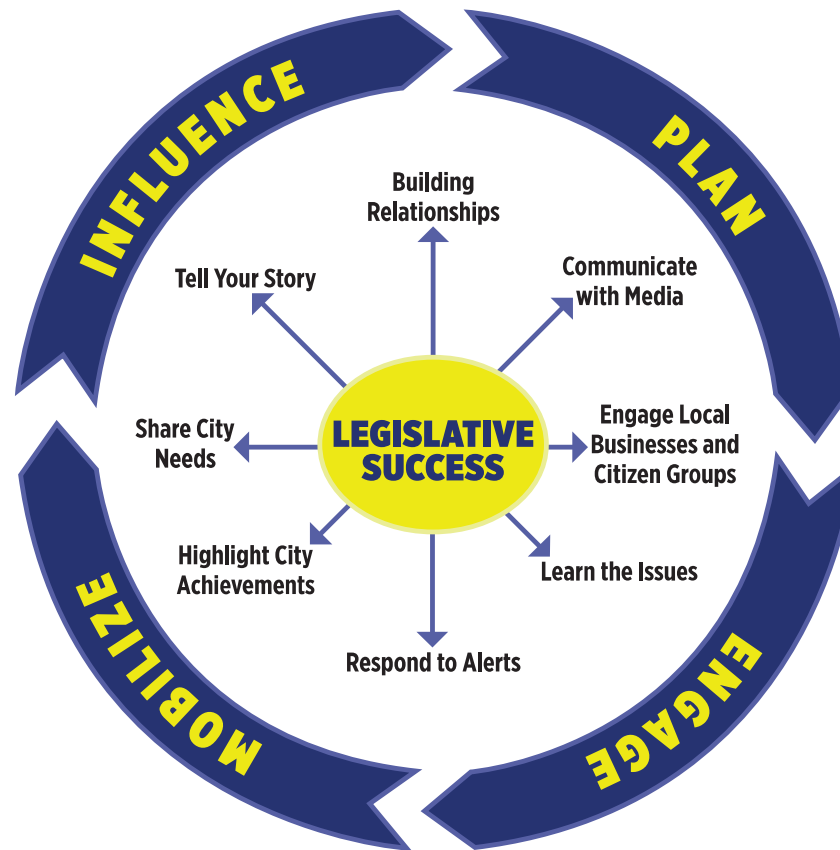 INFLUENCE
PLAN
Building
Relationships
Tell Your Story
Communicate
with Media
Share City
Needs
LEGISLATIVE
SUCCESS
Engage Local
Businesses and
Citizen Groups
Highlight City
Achievements
Learn the Issues
Respond to Alerts
MOBILIZE
ENGAGE